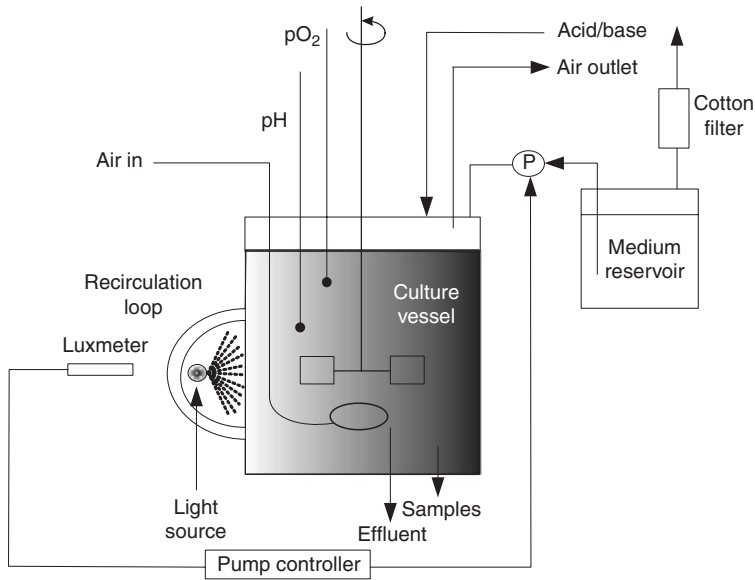 pO2
Acid/base
Air outlet
Cotton
filter
pH
Air in
P
Medium
reservoir
Recirculation
loop
Culture
vessel
Luxmeter
Light
source
Samples
Effluent
Pump controller